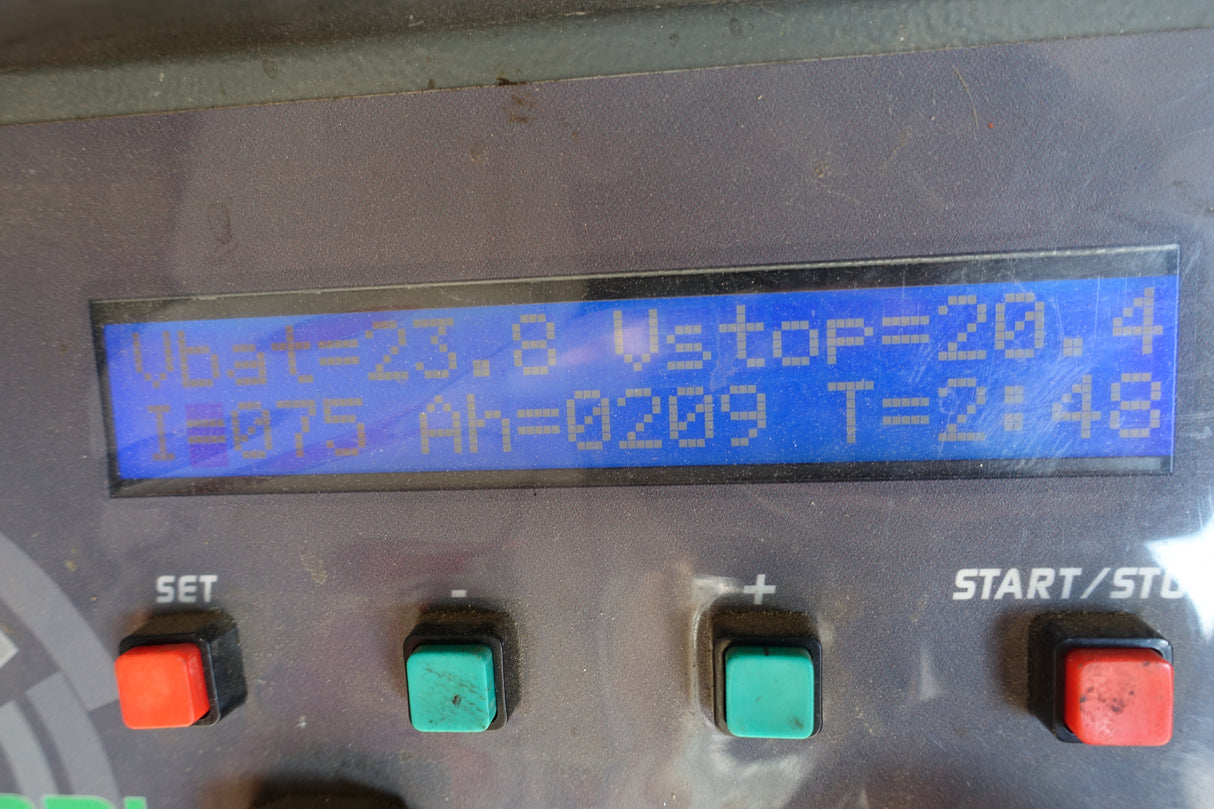 Vbat=23.8 Vstop=20.4
I=075 Ah=0209 T=2:48
SET - + START/STO